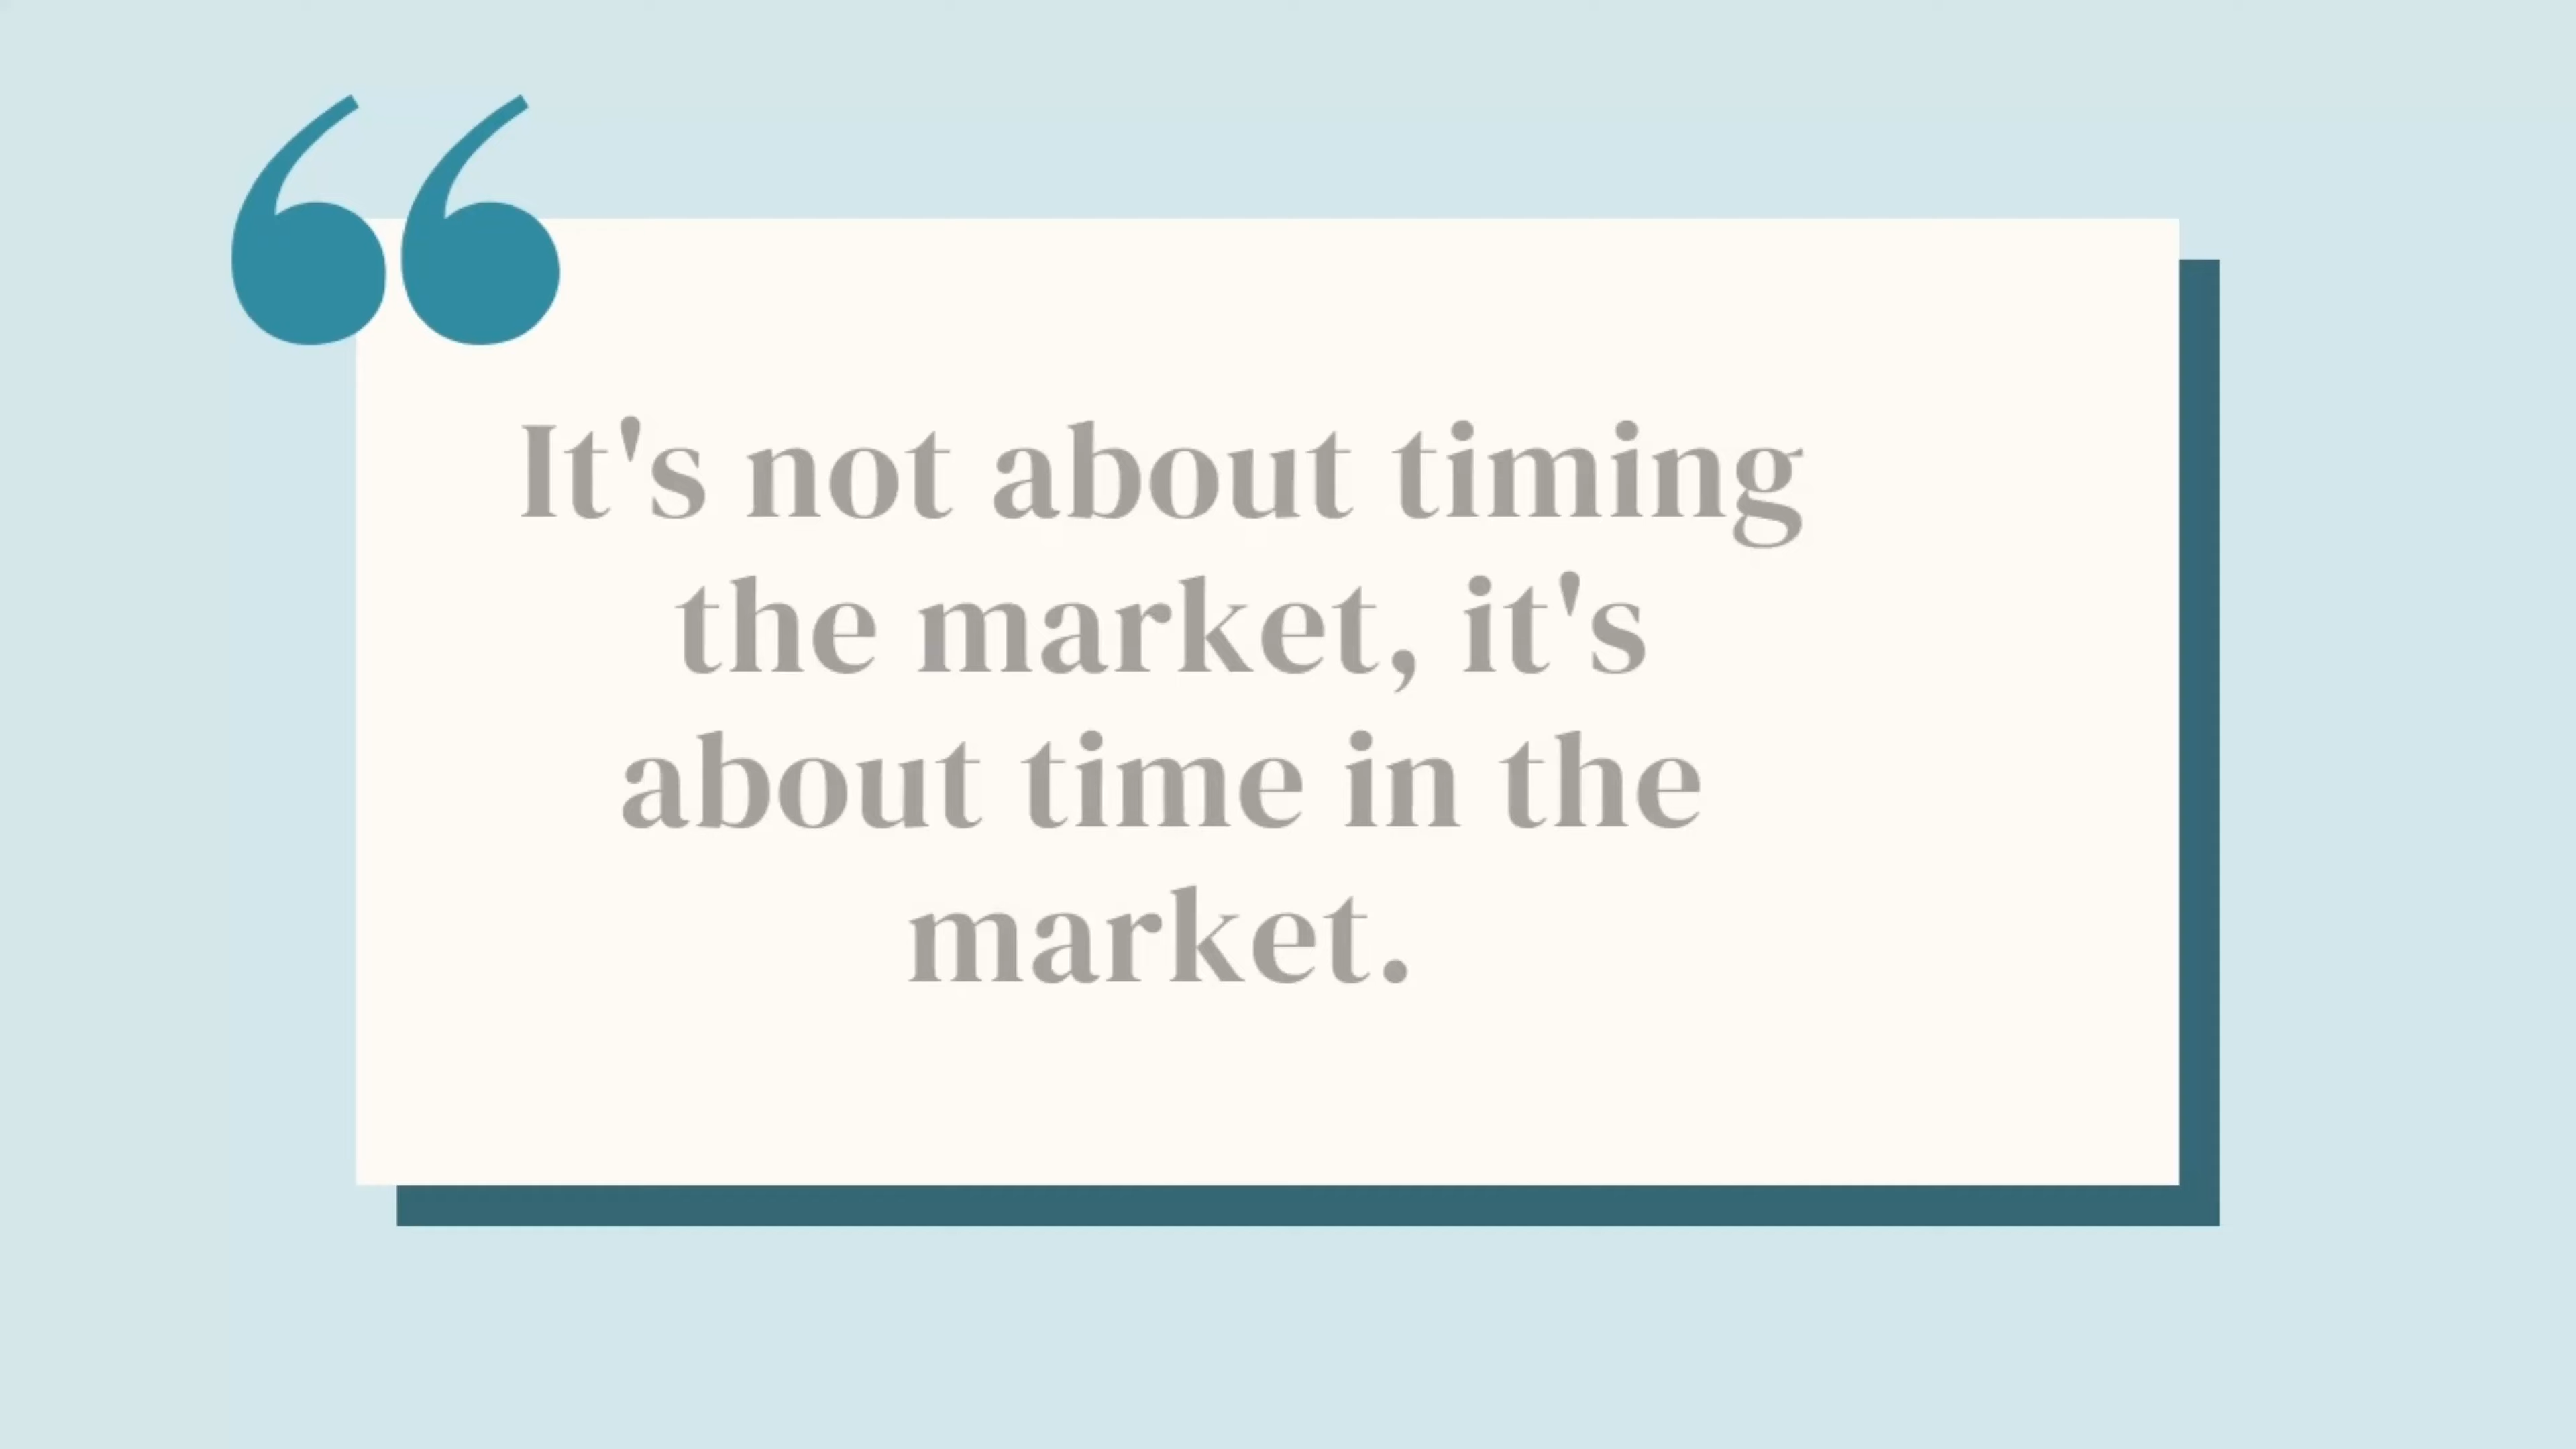 It's not about timing
the market, it's
about time in the
market.